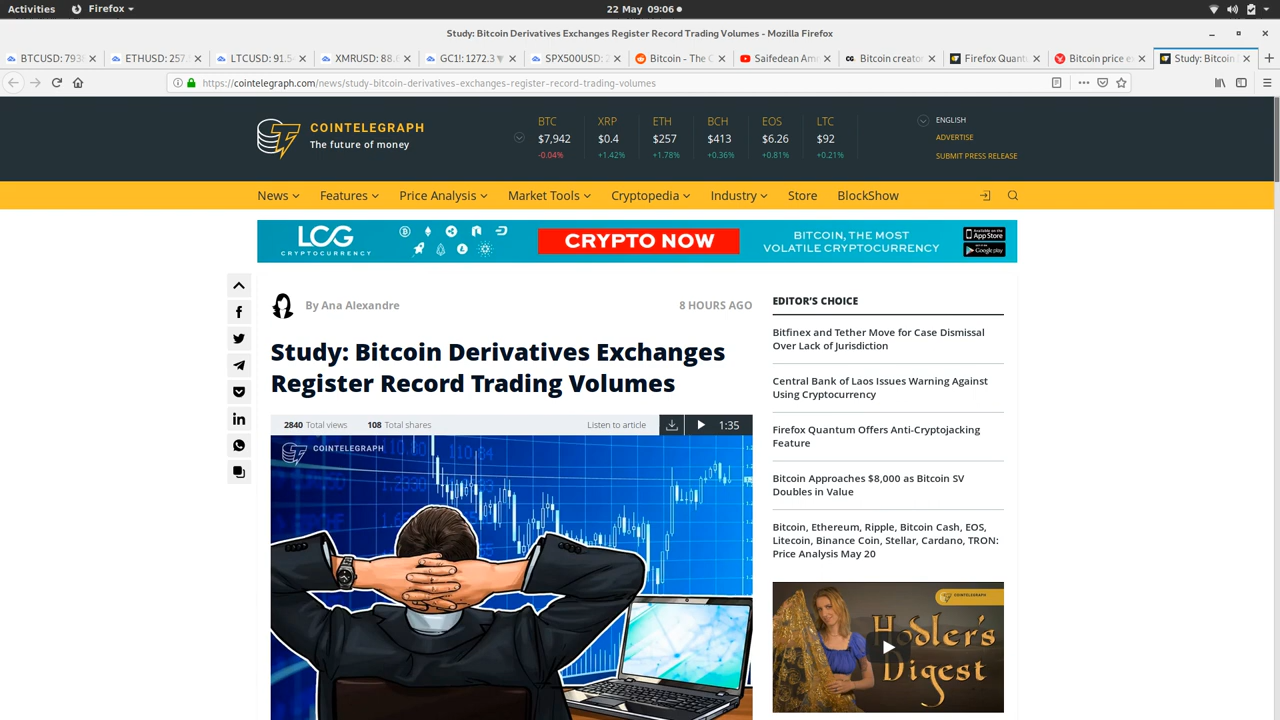 Activities Firefox 22 May 09:06
Study: Bitcoin Derivatives Exchanges Register Record Trading Volumes - Mozilla Firefox
BTCUSD: 793 ETHUSD: 257. LTCUSD: 91.5 XMRUSD: 88. GC1!: 1272.3 SPX500USD: 2 Bitcoin - The C Saifedean Am Bitcoin creator Firefox Quant Bitcoin price e Study: Bitcoin
https://cointelegraph.com/news/study-bitcoin-derivatives-exchanges-register-record-trading-volumes
COINTELEGRAPH
The future of money
BTC XRP ETH BCH EOS LTC
$7,942 $0.4 $257 $413 $6.26 $92
-0.04% +1.42% +1.78% +0.36% +0.81% +0.21%
ENGLISH
ADVERTISE
SUBMIT PRESS RELEASE
News Features Price Analysis Market Tools Cryptopedia Industry Store BlockShow
LCG
CRYPTOCURRENCY
CRYPTO NOW
BITCOIN, THE MOST
VOLATILE CRYPTOCURRENCY
Available on the
App Store
Google play
By Ana Alexandre 8 HOURS AGO
Study: Bitcoin Derivatives Exchanges
Register Record Trading Volumes
2840 Total views 108 Total shares Listen to article 1:35
COINTELEGRAPH
EDITOR'S CHOICE
Bitfinex and Tether Move for Case Dismissal
Over Lack of Jurisdiction
Central Bank of Laos Issues Warning Against
Using Cryptocurrency
Firefox Quantum Offers Anti-Cryptojacking
Feature
Bitcoin Approaches $8,000 as Bitcoin SV
Doubles in Value
Bitcoin, Ethereum, Ripple, Bitcoin Cash, EOS,
Litecoin, Binance Coin, Stellar, Cardano, TRON:
Price Analysis May 20
COINTELEGRAPH
Hodler's
Digest